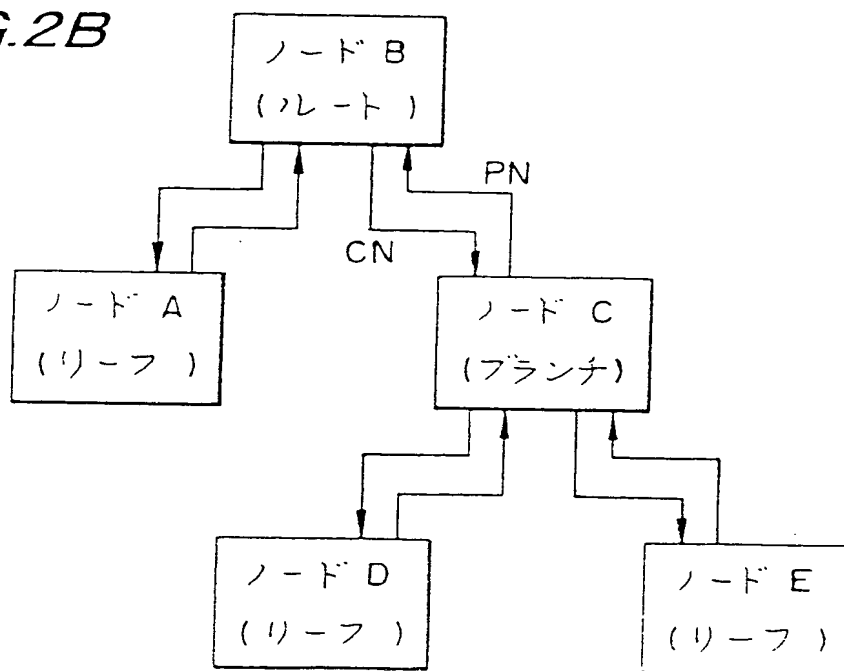 G.2B
ノード B
(ルート)
PN
CN
ノード A
(リーフ)
ノード C
(ブランチ)
ノード D
(リーフ)
ノード E
(リーフ)